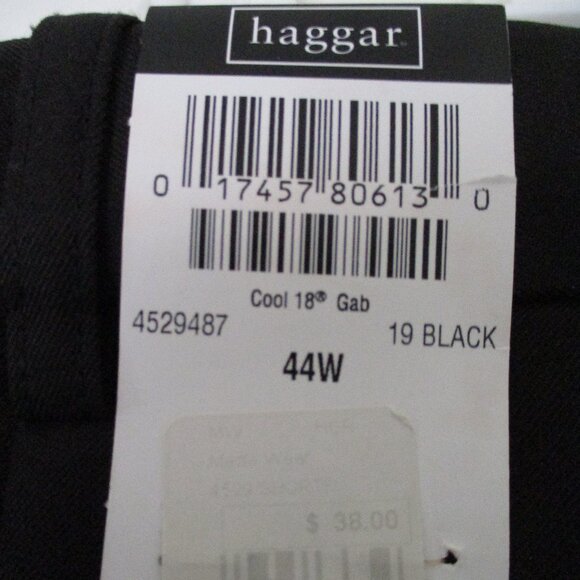 haggar
0 17457 80613 0
Cool 18® Gab
4529487 19 BLACK
44W
$ 38.00